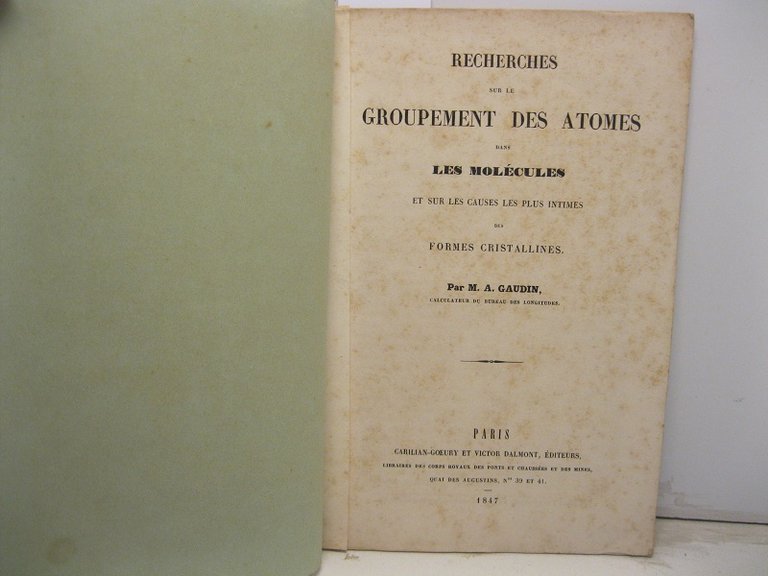 RECHERCHES
SUR LE
GROUPEMENT DES ATOMES
DANS
LES MOLÉCULES
ET SUR LES CAUSES LES PLUS INTIMES
DES
FORMES CRISTALLINES.
Par M. A. GAUDIN,
CALCULATEUR DU BUREAU DES LONGITUDES.
PARIS
CARILIAN-GŒURY ET VICTOR DALMONT, ÉDITEURS,
LIBRAIRES DES CORPS ROYAUX DES PONTS ET CHAUSSÉES ET DES MINES,
QUAI DES AUGUSTINS, Nos 39 ET 41.
1847